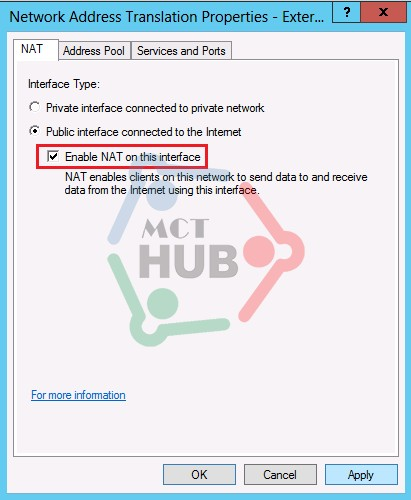 Network Address Translation Properties - Exter...
?
X
NAT
Address Pool
Services and Ports
Interface Type:
Private interface connected to private network
Public interface connected to the Internet
Enable NAT on this interface
NAT enables clients on this network to send data to and receive
data from the Internet using this interface.
MCT
HUB
For more information
OK
Cancel
Apply